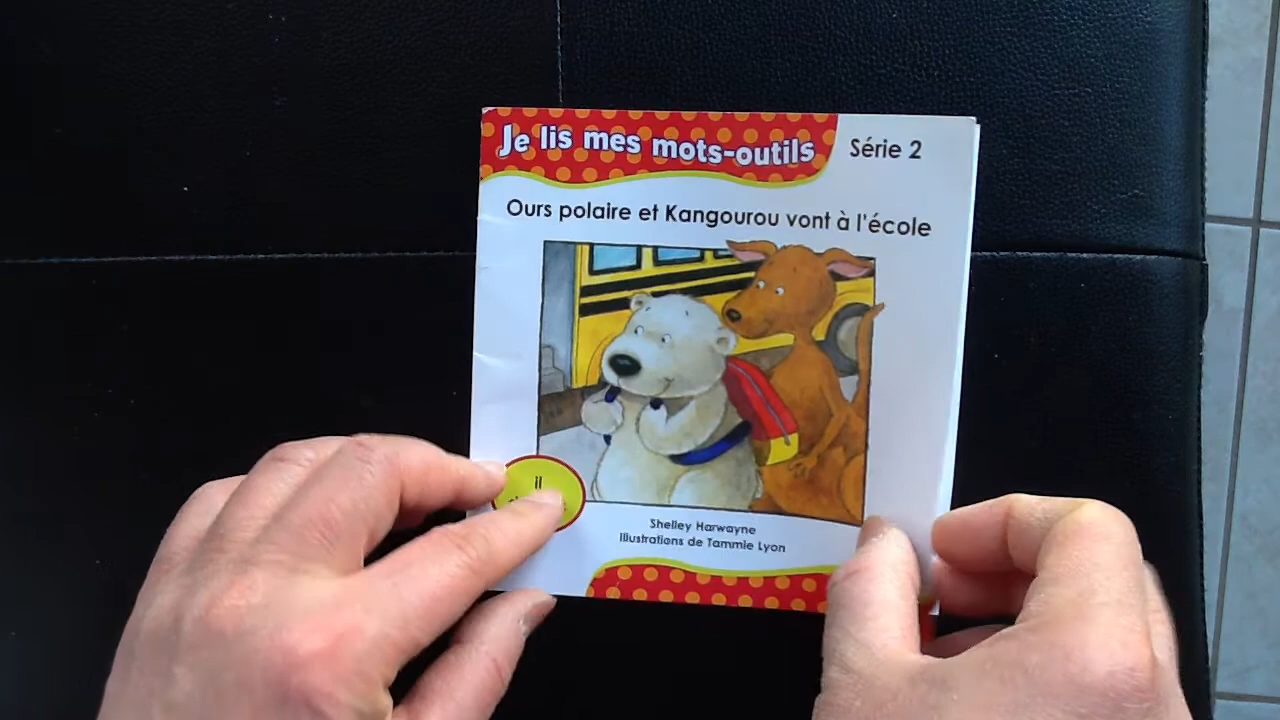 Je lis mes mots-outils
Série 2
Ours polaire et Kangourou vont à l'école
il
Shelley Harwayne
Illustrations de Tammie Lyon